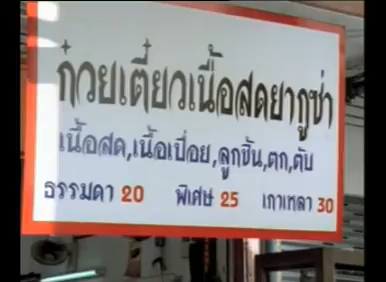 ก๋วยเตี๋ยวเนื้อสดยากูซ่า
เนื้อสด,เนื้อเปื่อย,ลูกชิ้น,ตก,ตับ
ธรรมดา 20 พิเศษ 25 เกาเหลา 30